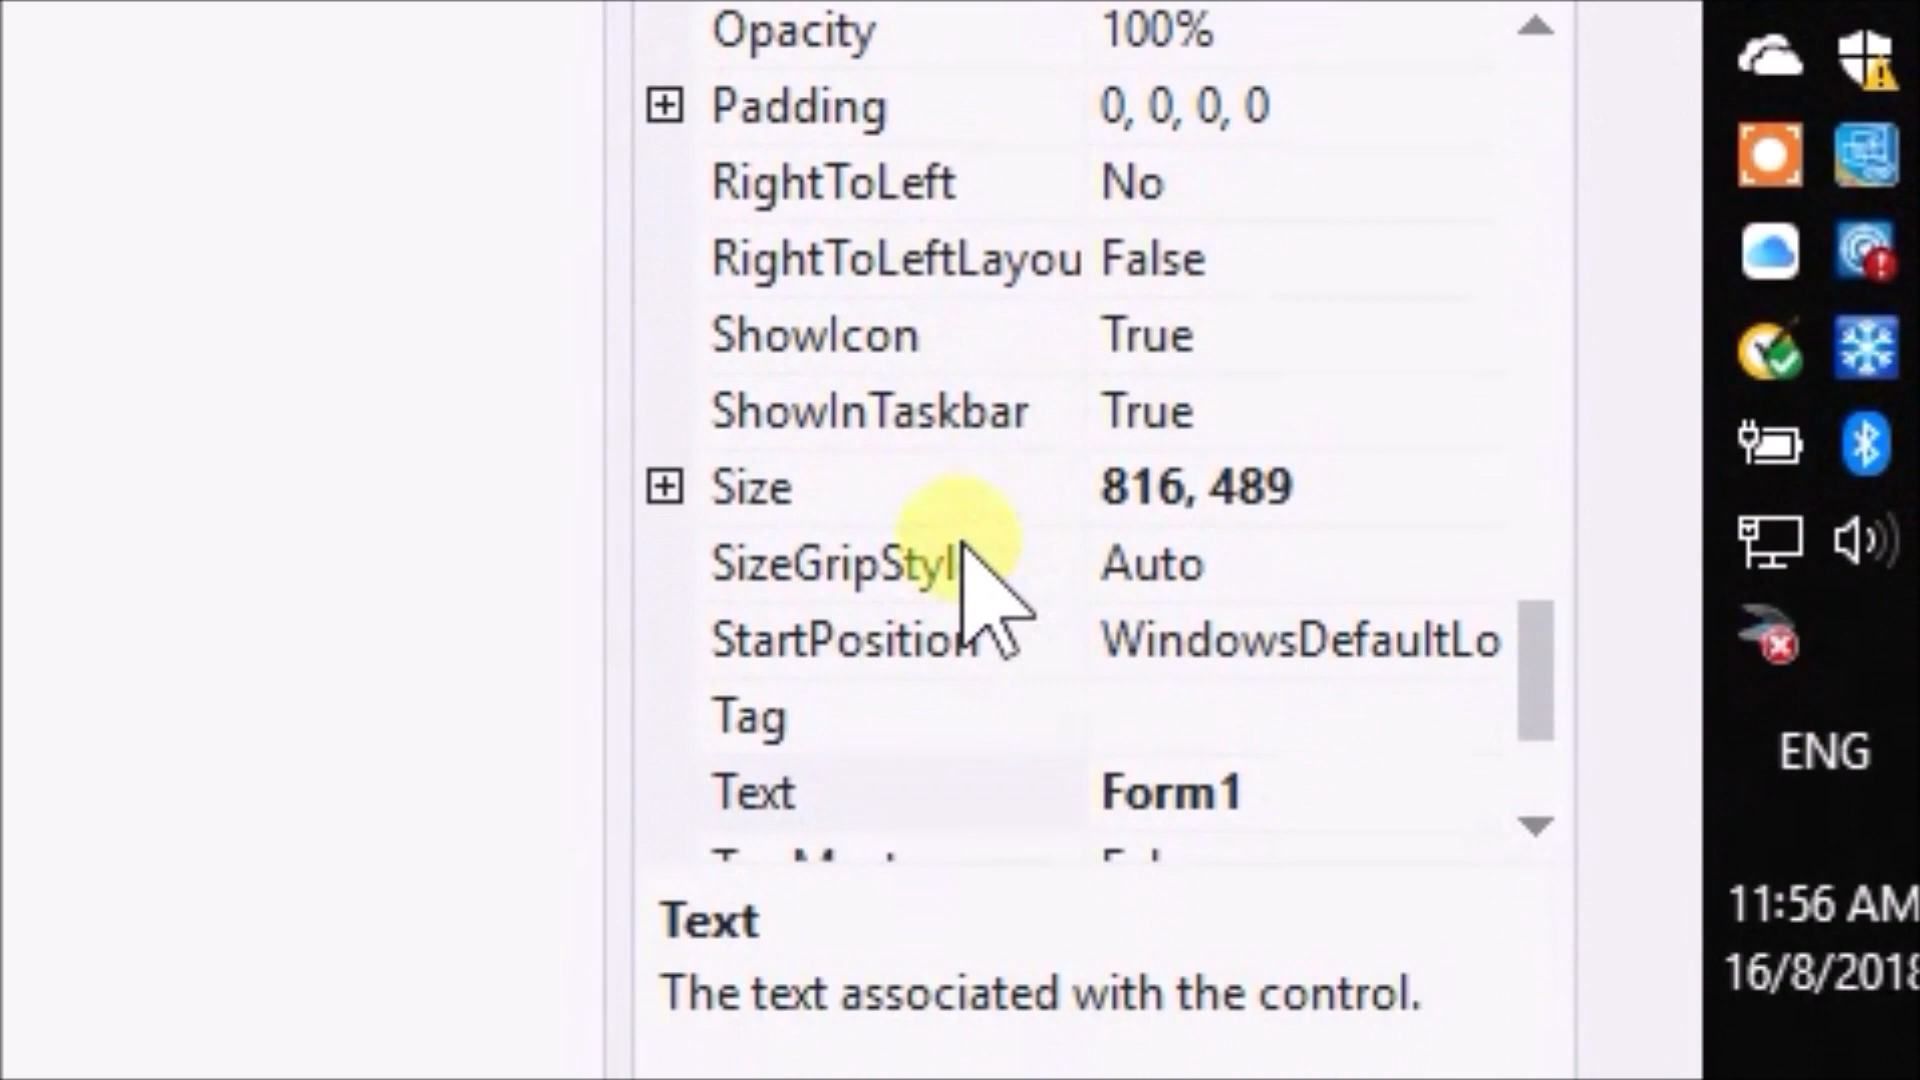 Opacity 100%
Padding 0, 0, 0, 0
RightToLeft No
RightToLeftLayou False
ShowIcon True
ShowInTaskbar True
Size 816, 489
SizeGripStyl Auto
StartPosition WindowsDefaultLo
Tag
Text Form1
Text
The text associated with the control.
ENG
11:56 AM
16/8/2018